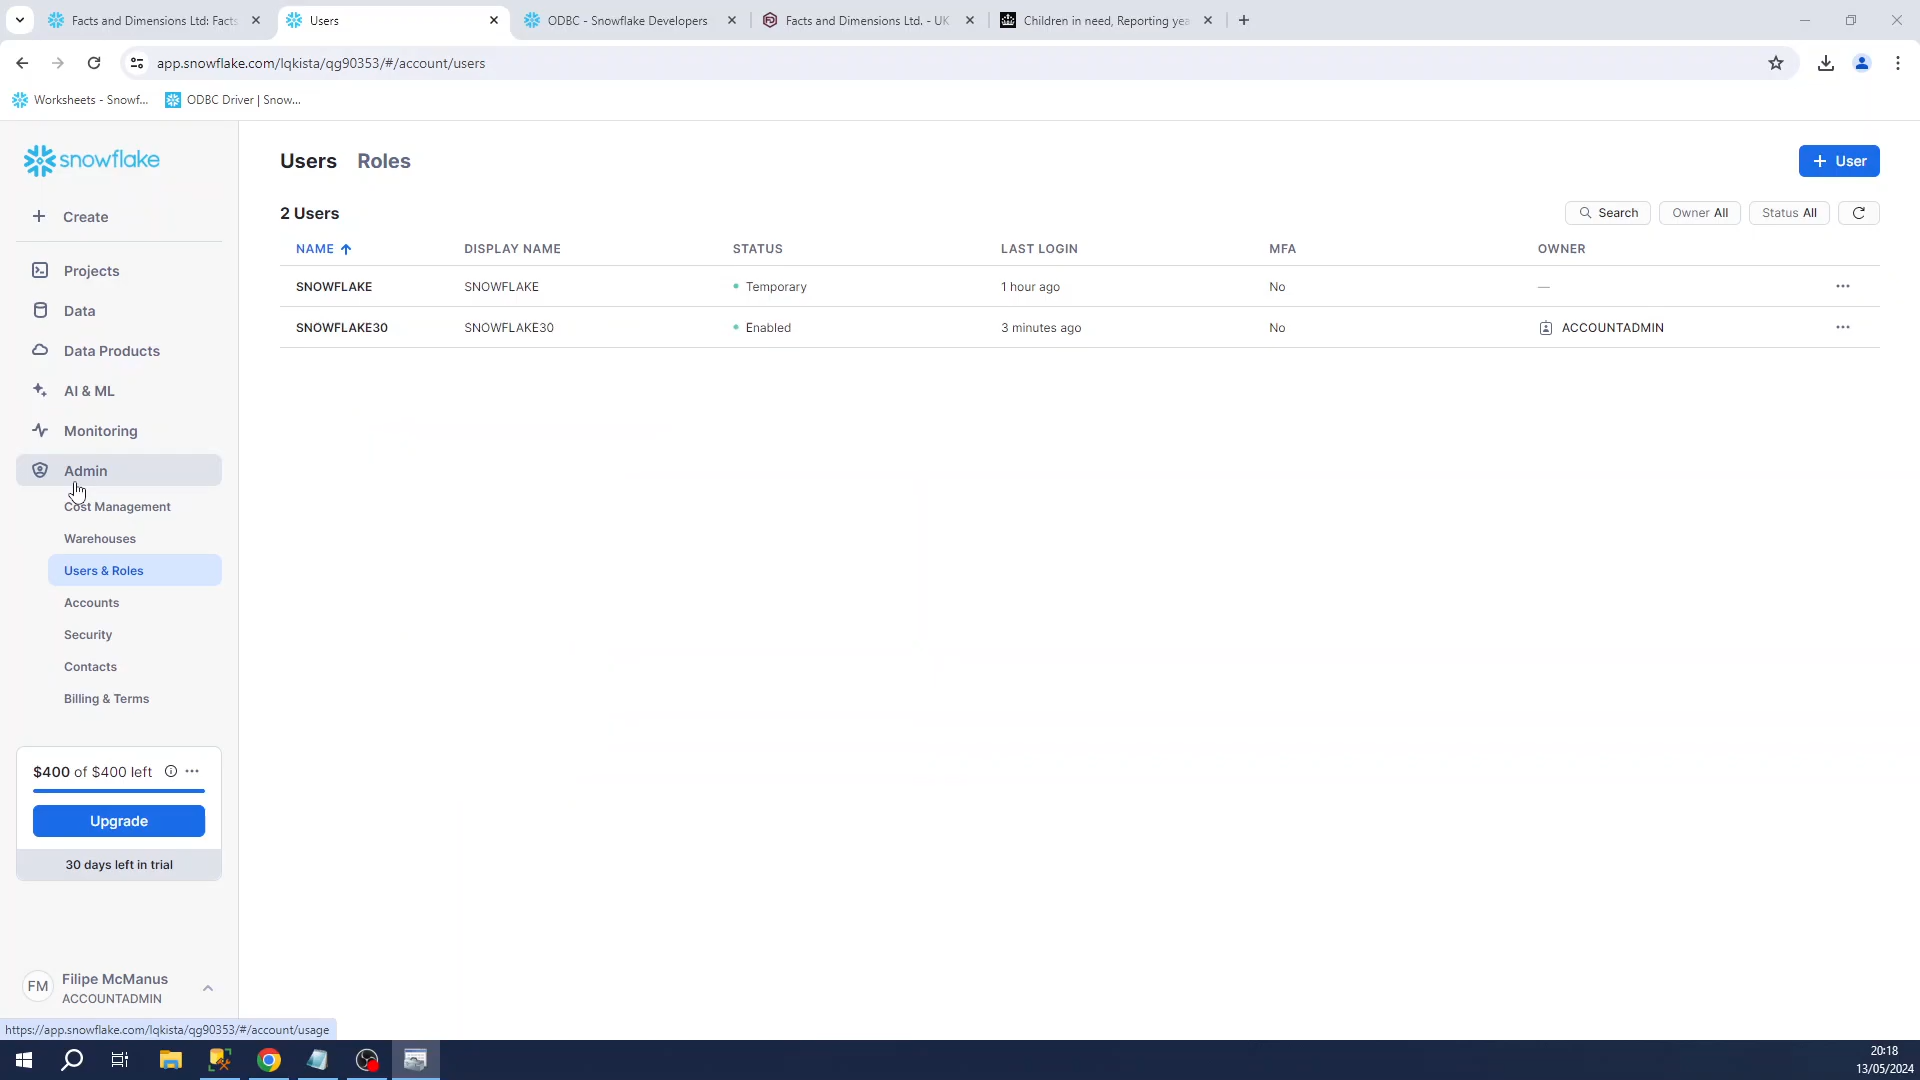 Facts and Dimensions Ltd: Facts
Users
ODBC - Snowflake Developers
Facts and Dimensions Ltd. - UK
Children in need, Reporting yea
app.snowflake.com/lqkista/qg90353/#/account/users
Worksheets - Snowf...
ODBC Driver | Snow...
snowflake
Create
Projects
Data
Data Products
AI & ML
Monitoring
Admin
Cost Management
Warehouses
Users & Roles
Accounts
Security
Contacts
Billing & Terms
$400 of $400 left
Upgrade
30 days left in trial
FM
Filipe McManus
ACCOUNTADMIN
https://app.snowflake.com/lqkista/qg90353/#/account/usage
Users Roles
+ User
2 Users
Search
Owner All
Status All
NAME DISPLAY NAME STATUS LAST LOGIN MFA OWNER
SNOWFLAKE SNOWFLAKE Temporary 1 hour ago No —
SNOWFLAKE30 SNOWFLAKE30 Enabled 3 minutes ago No ACCOUNTADMIN
20:18
13/05/2024